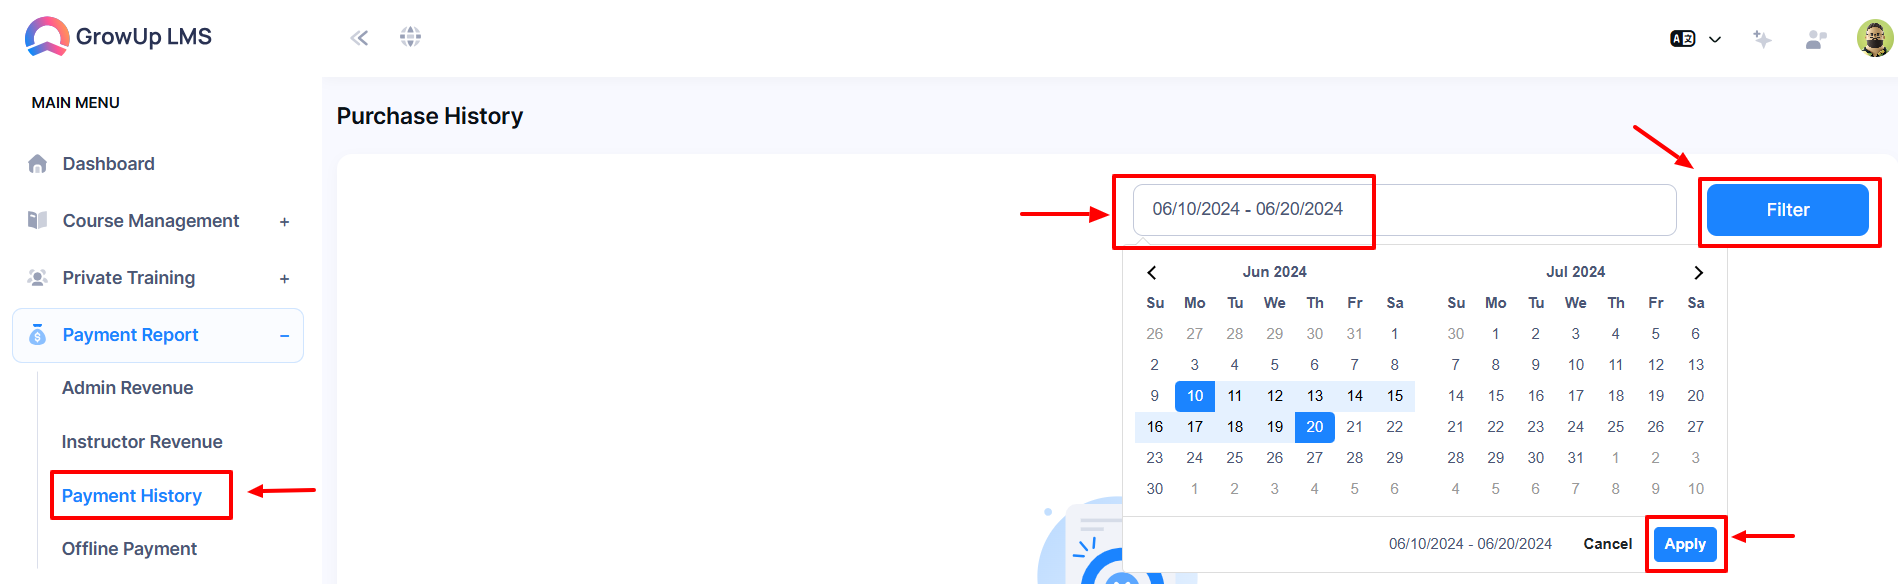 GrowUp LMS
MAIN MENU
Dashboard
Course Management +
Private Training +
Payment Report −
Admin Revenue
Instructor Revenue
Payment History
Offline Payment
Purchase History
06/10/2024 - 06/20/2024
Filter
Jun 2024
Su Mo Tu We Th Fr Sa
26 27 28 29 30 31 1
2 3 4 5 6 7 8
9 10 11 12 13 14 15
16 17 18 19 20 21 22
23 24 25 26 27 28 29
30 1 2 3 4 5 6
Jul 2024
Su Mo Tu We Th Fr Sa
30 1 2 3 4 5 6
7 8 9 10 11 12 13
14 15 16 17 18 19 20
21 22 23 24 25 26 27
28 29 30 31 1 2 3
4 5 6 7 8 9 10
06/10/2024 - 06/20/2024 Cancel Apply